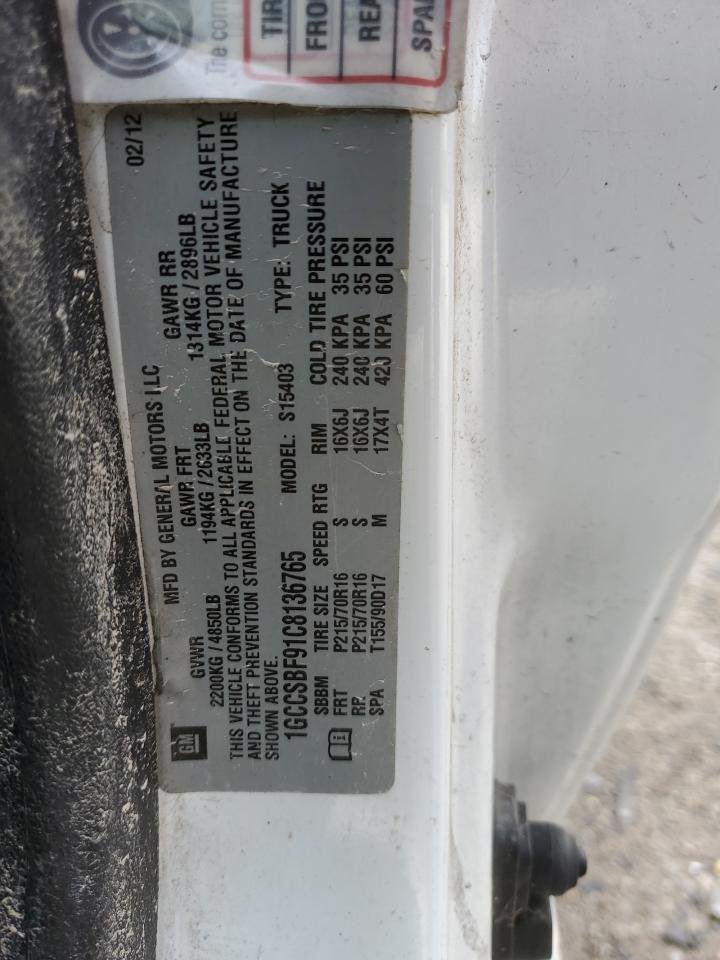 The com
TIR
FRO
REA
SPAR
MFD BY GENERAL MOTORS LLC 02/12
GVWR GAWR FRT GAWR RR
2200KG / 4850LB 1194KG / 2633LB 1314KG / 2896LB
THIS VEHICLE CONFORMS TO ALL APPLICABLE FEDERAL MOTOR VEHICLE SAFETY
AND THEFT PREVENTION STANDARDS IN EFFECT ON THE DATE OF MANUFACTURE
SHOWN ABOVE.
1GCCSBF91C8136765 MODEL: S15403 TYPE: TRUCK
SBBM TIRE SIZE SPEED RTG RIM COLD TIRE PRESSURE
FRT P215/70R16 S 16X6J 240 KPA 35 PSI
RR P215/70R16 S 16X6J 240 KPA 35 PSI
SPA T155/90D17 M 17X4T 420 KPA 60 PSI
GM